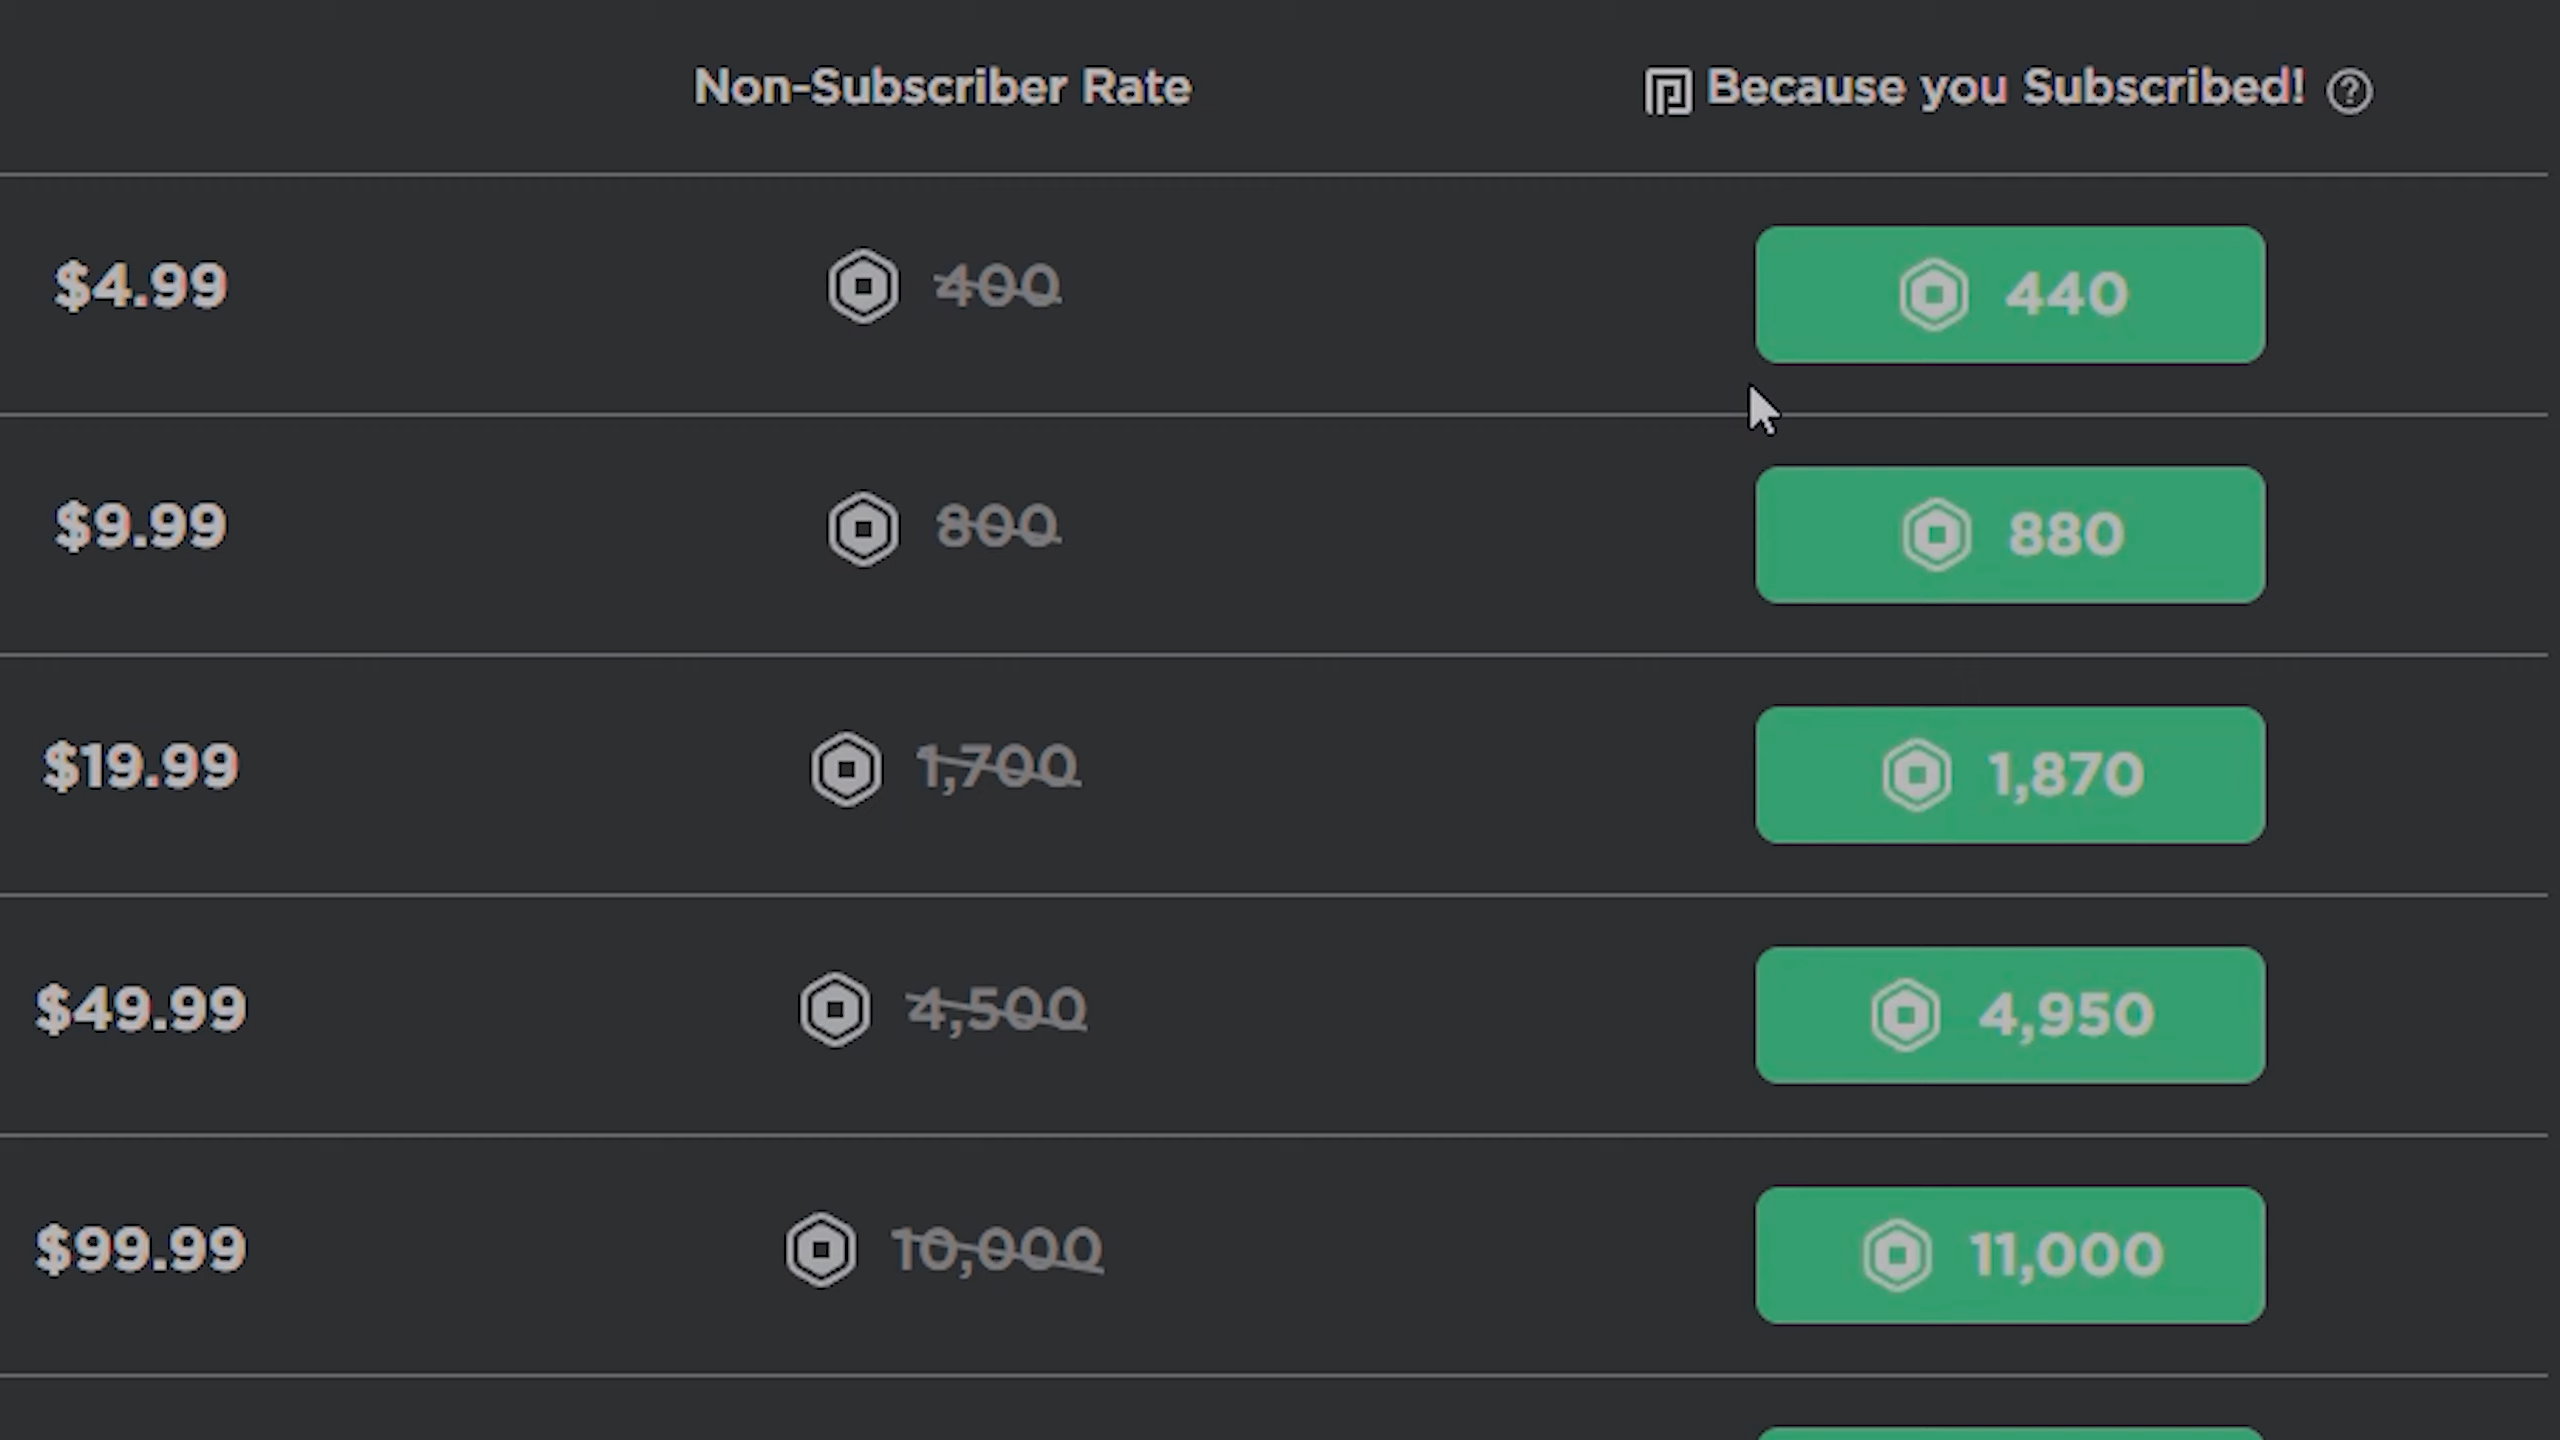 Non-Subscriber Rate Because you Subscribed! ?
$4.99 400 440
$9.99 800 880
$19.99 1,700 1,870
$49.99 4,500 4,950
$99.99 10,000 11,000